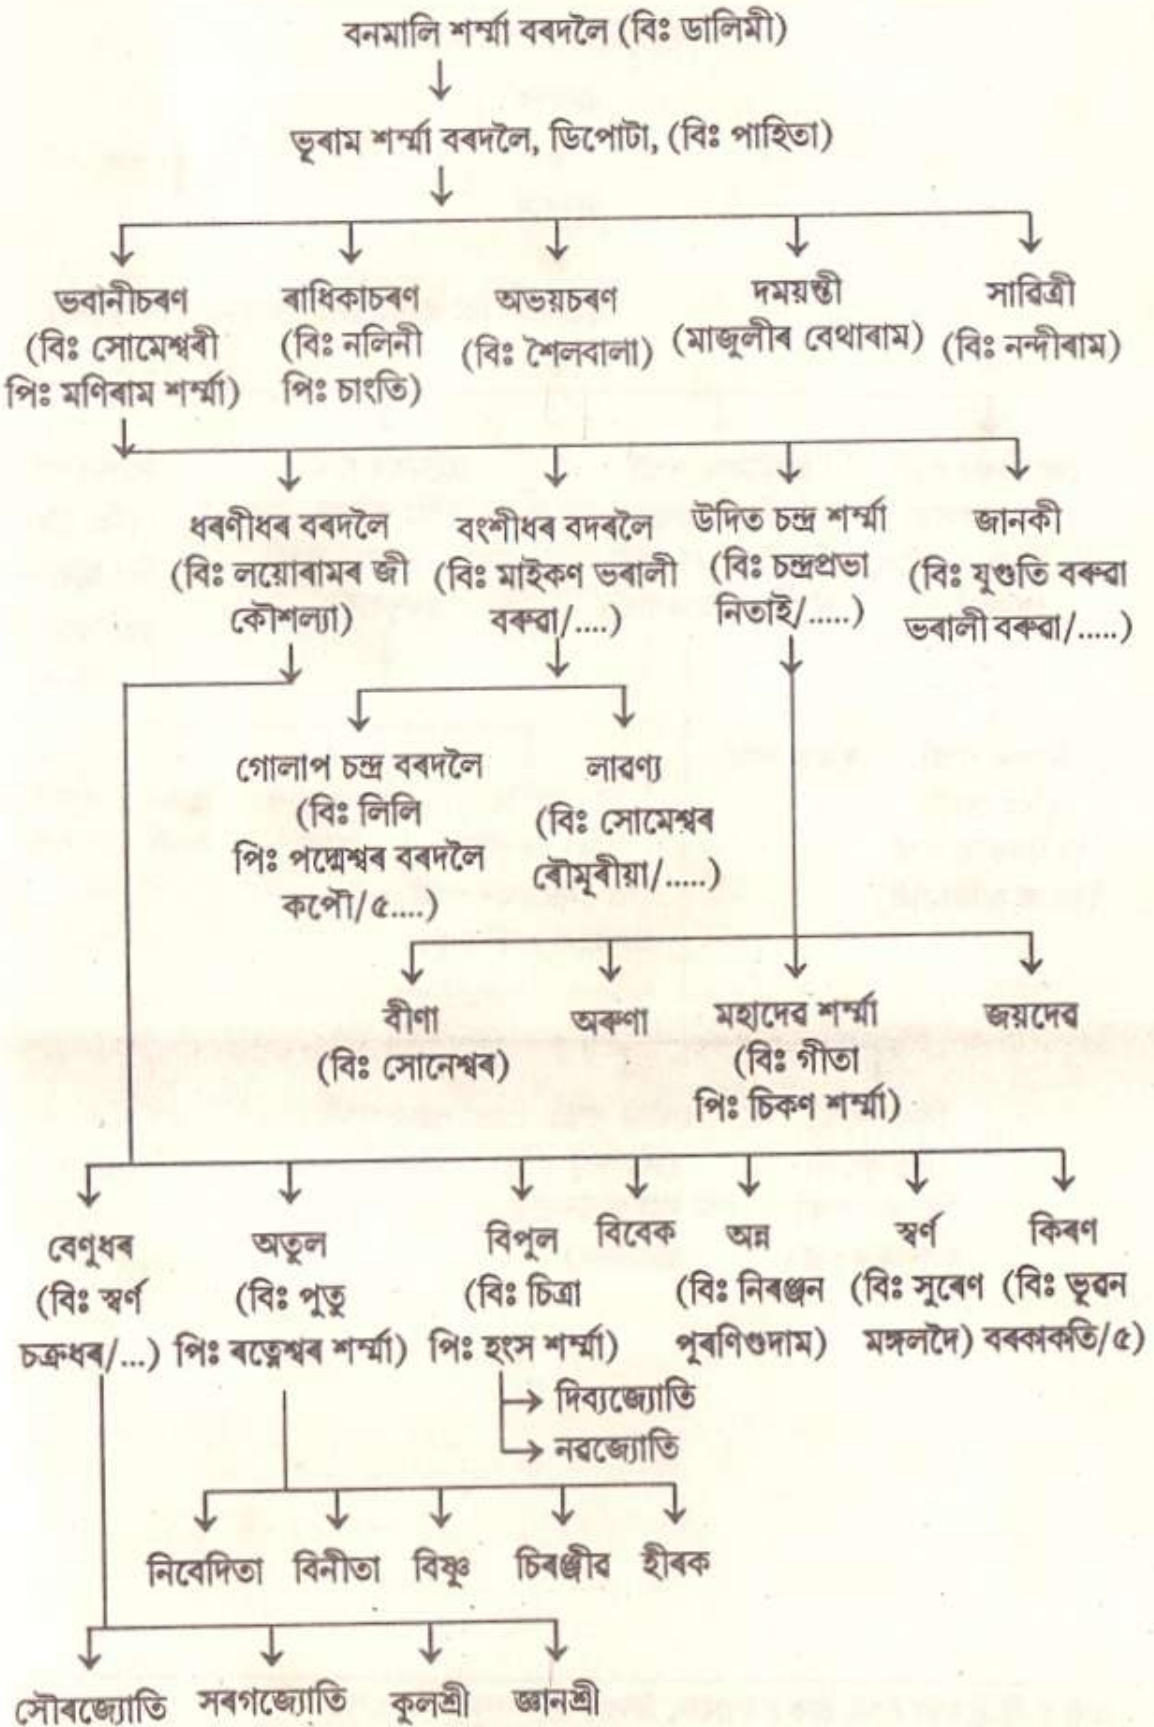 বনমালি শৰ্ম্মা বৰদলৈ (বিঃ ডালিমী)
ভূৰাম শৰ্ম্মা বৰদলৈ, ডিপোটা, (বিঃ পাহিতা)
ভবানীচৰণ ৰাধিকাচৰণ অভয়চৰণ দময়ন্তী সাৱিত্ৰী
(বিঃ সোমেশ্বৰী (বিঃ নলিনী (বিঃ শৈলবালা) (মাজুলীৰ বেথাৰাম) (বিঃ নন্দীৰাম)
পিঃ মণিৰাম শৰ্ম্মা) পিঃ চাংতি)
ধৰণীধৰ বৰদলৈ বংশীধৰ বদৰলৈ উদিত চন্দ্ৰ শৰ্ম্মা জানকী
(বিঃ লয়োৰামৰ জী (বিঃ মাইকণ ভৰালী (বিঃ চন্দ্ৰপ্ৰভা (বিঃ যুগুতি বৰুৱা
কৌশল্যা) বৰুৱা/....) নিতাই/.....) ভৰালী বৰুৱা/.....)
গোলাপ চন্দ্ৰ বৰদলৈ লাৱণ্য
(বিঃ লিলি (বিঃ সোমেশ্বৰ
পিঃ পদ্মেশ্বৰ বৰদলৈ ৰৌমূৰীয়া/.....)
কপৌ/৫....)
বীণা অৰুণা মহাদেৱ শৰ্ম্মা জয়দেৱ
(বিঃ সোনেশ্বৰ) (বিঃ গীতা
পিঃ চিকণ শৰ্ম্মা)
বেণুধৰ অতুল বিপুল বিবেক অন্ন স্বৰ্ণ কিৰণ
(বিঃ স্বৰ্ণ (বিঃ পুতু (বিঃ চিত্ৰা (বিঃ নিৰঞ্জন (বিঃ সুৰেণ (বিঃ ভূৱন
চক্ৰধৰ/...) পিঃ ৰত্নেশ্বৰ শৰ্ম্মা) পিঃ হংস শৰ্ম্মা) পূৰণিগুদাম) মঙ্গলদৈ) বৰকাকতি/৫)
দিব্যজ্যোতি
নৱজ্যোতি
নিবেদিতা বিনীতা বিষ্ণু চিৰঞ্জীৱ হীৰক
সৌৰজ্যোতি সৰগজ্যোতি কুলশ্ৰী জ্ঞানশ্ৰী